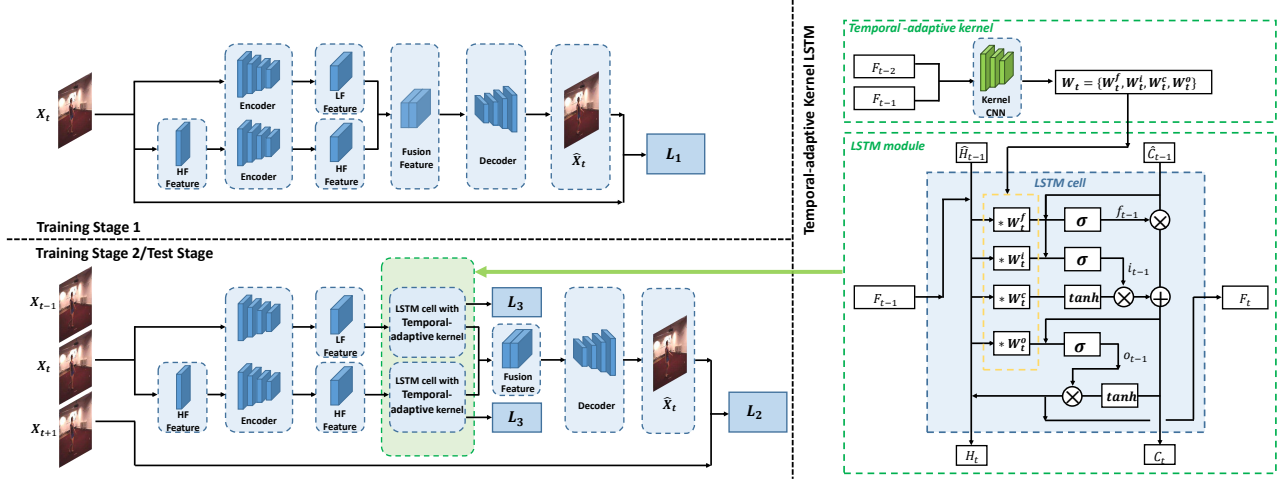 X_t
Encoder
LF
Feature
HF
Feature
Encoder
HF
Feature
Fusion
Feature
Decoder
X̂_t
L_1
Training Stage 1
Training Stage 2/Test Stage
X_{t-1}
X_t
X_{t+1}
HF
Feature
Encoder
LF
Feature
HF
Feature
LSTM cell with
Temporal-
adaptive kernel
LSTM cell with
Temporal-
adaptive kernel
L_3
L_3
Fusion
Feature
Decoder
X̂_t
L_2
Temporal-adaptive Kernel LSTM
Temporal -adaptive kernel
F_{t-2}
F_{t-1}
Kernel
CNN
W_t = {W_t^f, W_t^i, W_t^c, W_t^o}
LSTM module
Ĥ_{t-1}
Ĉ_{t-1}
LSTM cell
* W_t^f
σ
f_{t-1}
* W_t^i
σ
i_{t-1}
F_{t-1}
* W_t^c
tanh
F_t
* W_t^o
σ
o_{t-1}
tanh
H_t
C_t